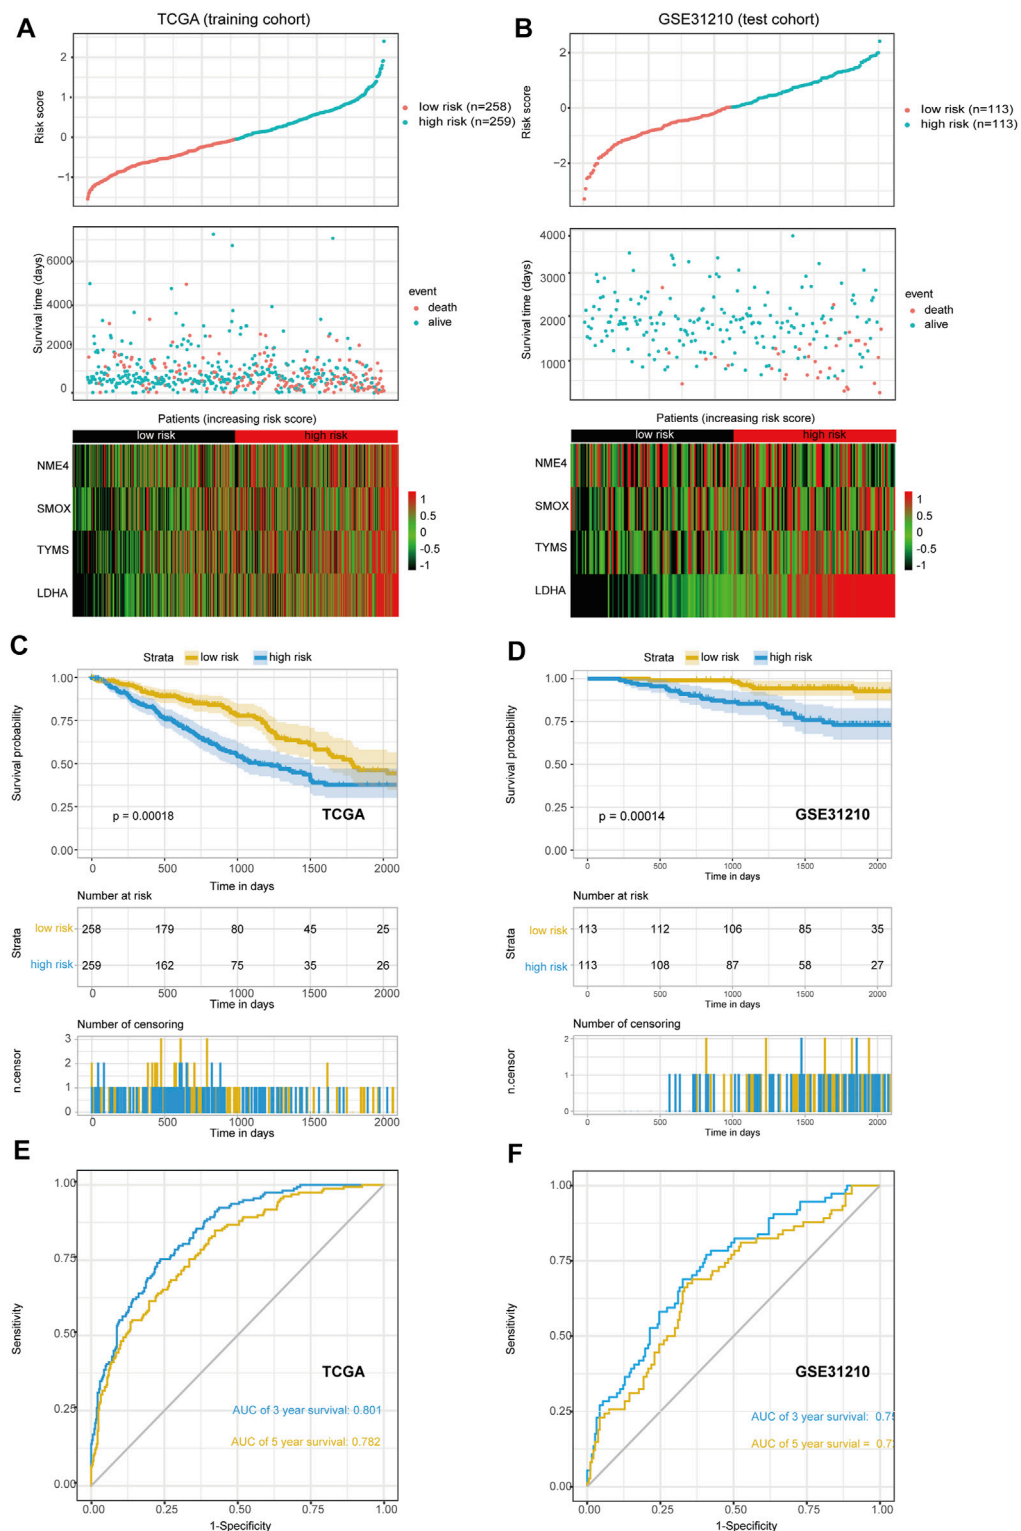 A
TCGA (training cohort)
Risk score
2
1
0
−1
low risk (n=258)
high risk (n=259)
Survival time (days)
6000
4000
2000
0
event
death
alive
Patients (increasing risk score)
low risk
high risk
NME4
SMOX
TYMS
LDHA
1
0.5
-0.5
-1
B
GSE31210 (test cohort)
Risk score
2
0
−2
low risk (n=113)
high risk (n=113)
Survival time (days)
4000
3000
2000
1000
event
death
alive
Patients (increasing risk score)
low risk
high risk
NME4
SMOX
TYMS
LDHA
1
0.5
-0.5
-1
C
Strata low risk high risk
Survival probability
1.00
0.75
0.50
0.25
0.00
p = 0.00018
TCGA
0 500 1000 1500 2000
Time in days
Number at risk
Strata
low risk 258 179 80 45 25
high risk 259 162 75 35 26
0 500 1000 1500 2000
Time in days
Number of censoring
n.censor
3
2
1
0
0 500 1000 1500 2000
Time in days
D
Strata low risk high risk
Survival probability
1.00
0.75
0.50
0.25
0.00
p = 0.00014
GSE31210
0 500 1000 1500 2000
Time in days
Number at risk
Strata
low risk 113 112 106 85 35
high risk 113 108 87 58 27
0 500 1000 1500 2000
Time in days
Number of censoring
n.censor
2
1
0
0 500 1000 1500 2000
Time in days
E
Sensitivity
1.00
0.75
0.50
0.25
0.00
TCGA
AUC of 3 year survival: 0.801
AUC of 5 year survival: 0.782
0.00 0.25 0.50 0.75 1.00
1-Specificity
F
Sensitivity
1.00
0.75
0.50
0.25
0.00
GSE31210
AUC of 3 year survival:
AUC of 5 year survial =
0.00 0.25 0.50 0.75 1.00
1-Specificity